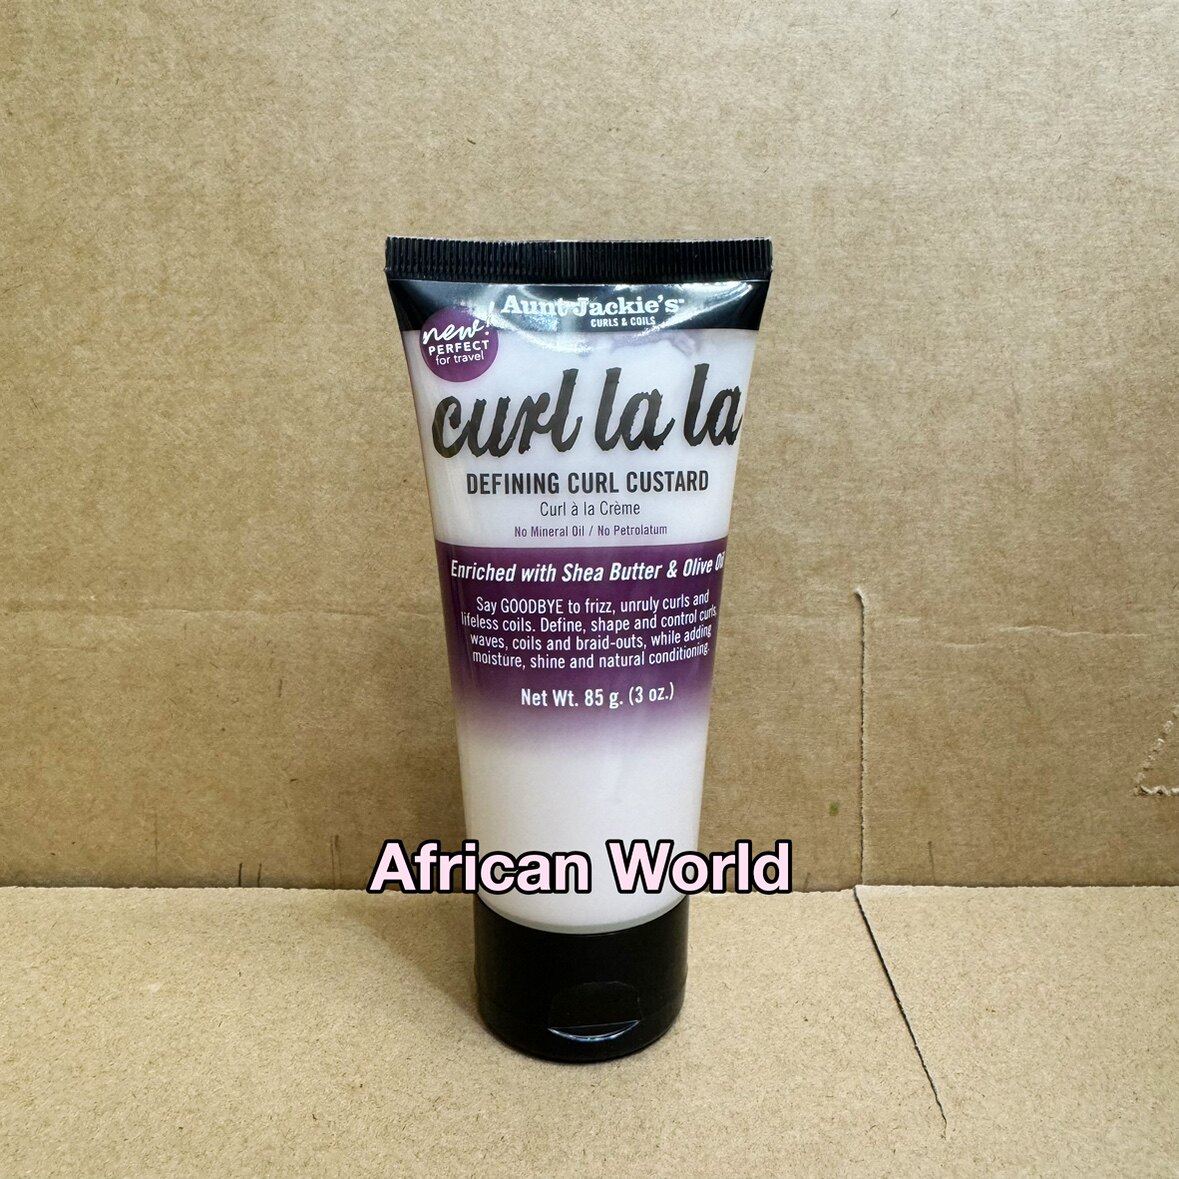 Aunt Jackie's
CURLS & COILS
new!
PERFECT
for travel
curl la la
DEFINING CURL CUSTARD
Curl à la Crème
No Mineral Oil / No Petrolatum
Enriched with Shea Butter & Olive Oil
Say GOODBYE to frizz, unruly curls and
lifeless coils. Define, shape and control curls,
waves, coils and braid-outs, while adding
moisture, shine and natural conditioning.
Net Wt. 85 g. (3 oz.)
African World